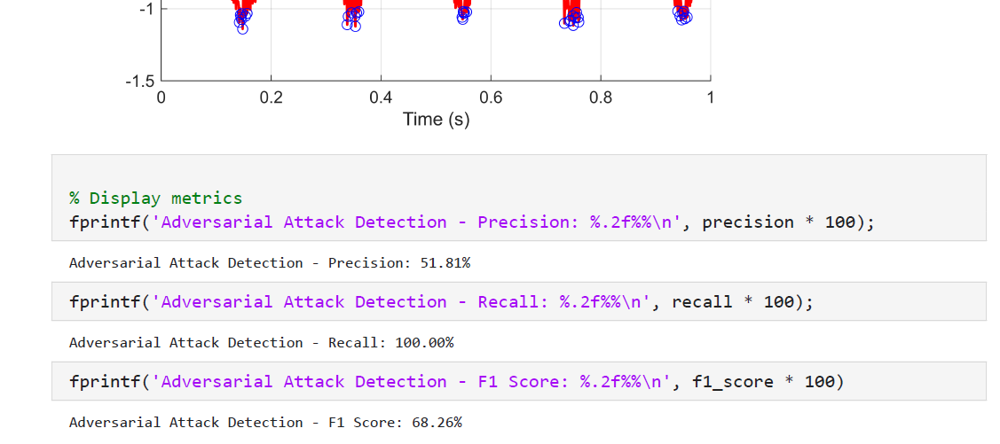 -1
-1.5
0 0.2 0.4 0.6 0.8 1
Time (s)
% Display metrics
fprintf('Adversarial Attack Detection - Precision: %.2f%%\n', precision * 100);
Adversarial Attack Detection - Precision: 51.81%
fprintf('Adversarial Attack Detection - Recall: %.2f%%\n', recall * 100);
Adversarial Attack Detection - Recall: 100.00%
fprintf('Adversarial Attack Detection - F1 Score: %.2f%%\n', f1_score * 100)
Adversarial Attack Detection - F1 Score: 68.26%